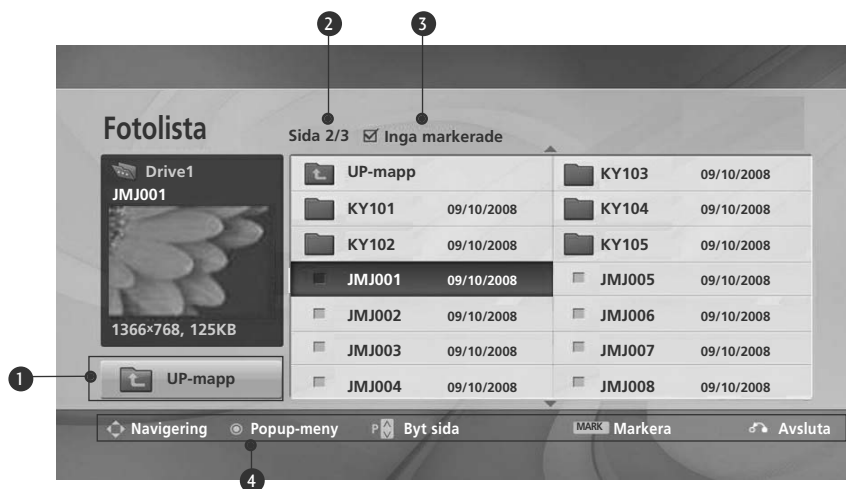 2 3
Fotolista
Sida 2/3 Inga markerade
Drive1
JMJ001
1366×768, 125KB
1
UP-mapp
UP-mapp
KY101 09/10/2008
KY102 09/10/2008
JMJ001 09/10/2008
JMJ002 09/10/2008
JMJ003 09/10/2008
JMJ004 09/10/2008
KY103 09/10/2008
KY104 09/10/2008
KY105 09/10/2008
JMJ005 09/10/2008
JMJ006 09/10/2008
JMJ007 09/10/2008
JMJ008 09/10/2008
Navigering Popup-meny P Byt sida MARK Markera Avsluta
4